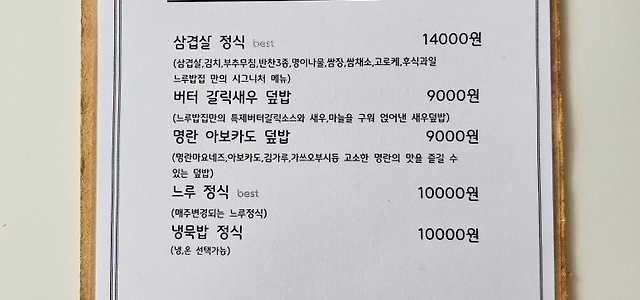 삼겹살 정식 best 14000원
(삼겹살,김치,부추무침,반찬3종,명이나물,쌈장,쌈채소,고로케,후식과일
느루밥집 만의 시그니처 메뉴)
버터 갈릭새우 덮밥 9000원
(느루밥집만의 특제버터갈릭소스와 새우,마늘을 구워 얹어낸 새우덮밥)
명란 아보카도 덮밥 9000원
(명란마요네즈,아보카도,김가루,가쓰오부시등 고소한 명란의 맛을 즐길 수
있는 덮밥)
느루 정식 best 10000원
(매주변경되는 느루정식)
냉묵밥 정식 10000원
(냉,온 선택가능)